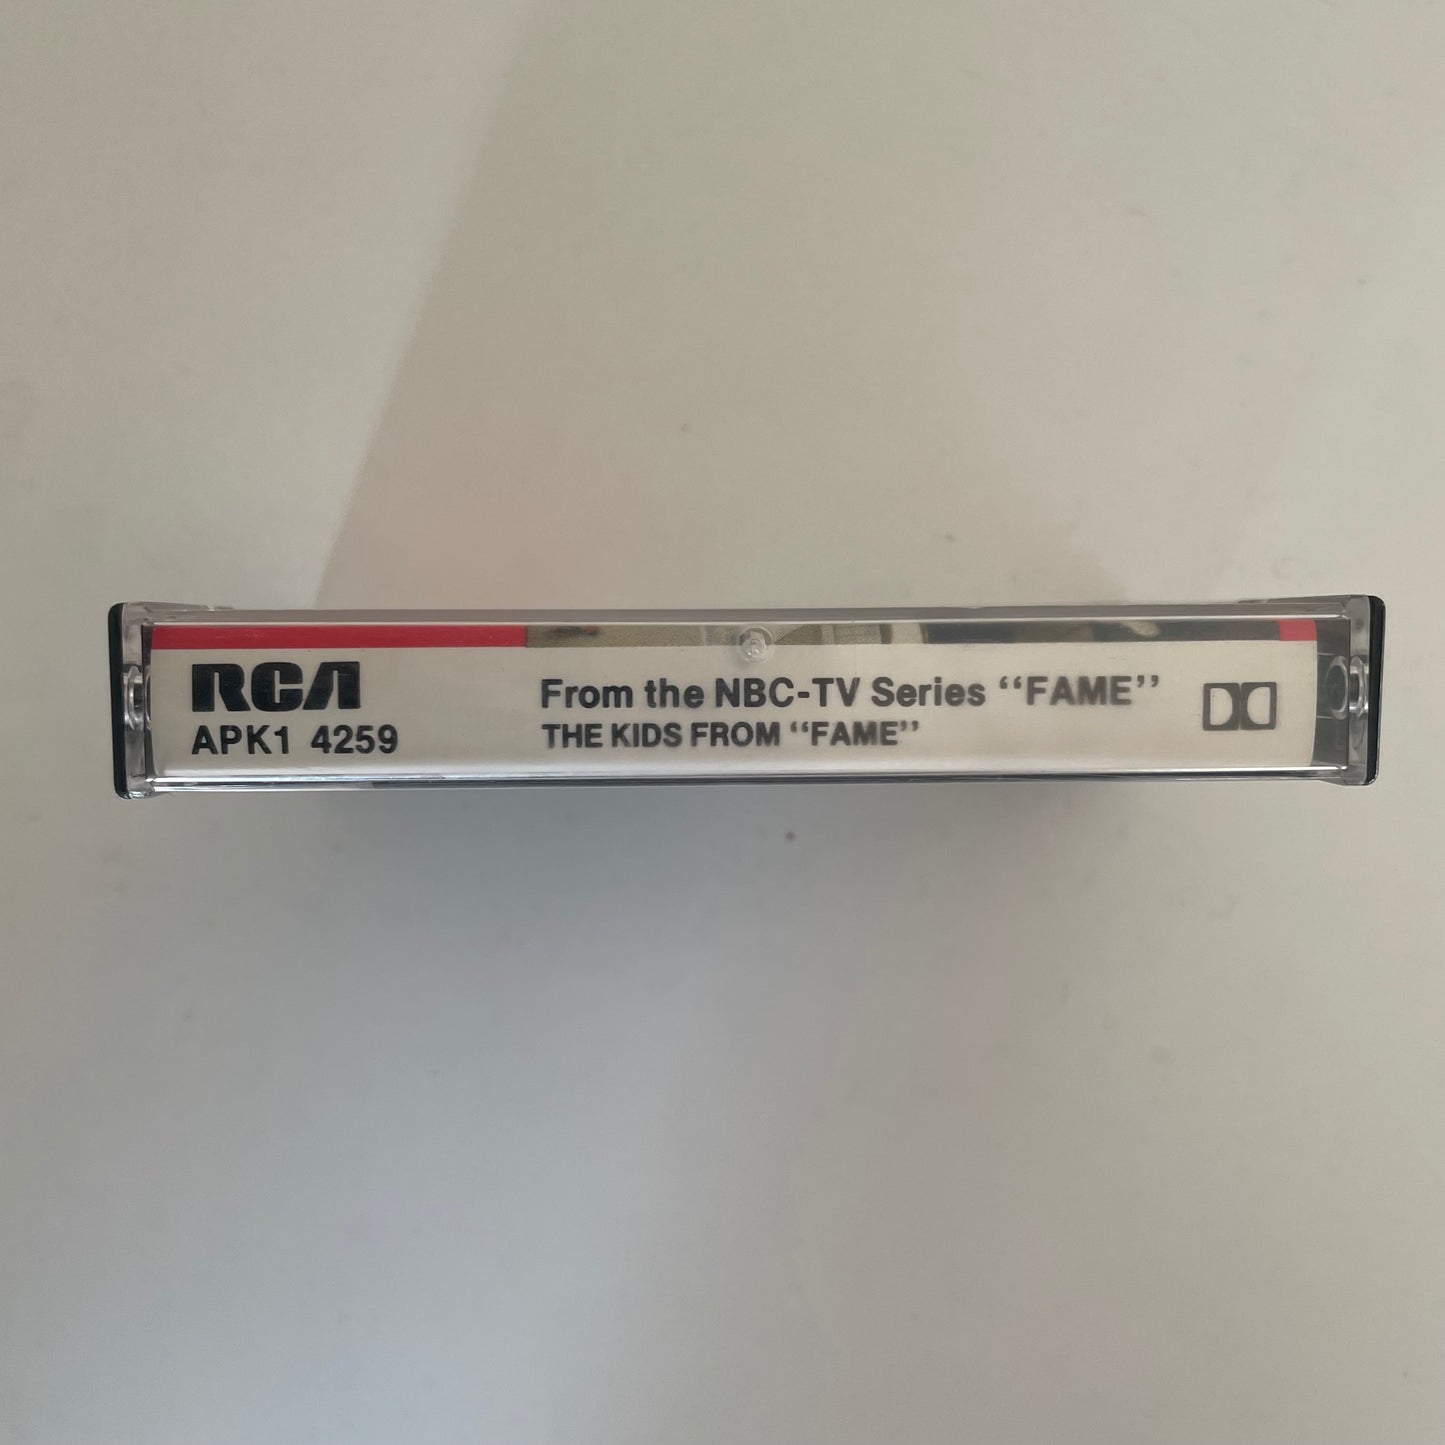 RCA
APK1 4259
From the NBC-TV Series “FAME”
THE KIDS FROM “FAME”